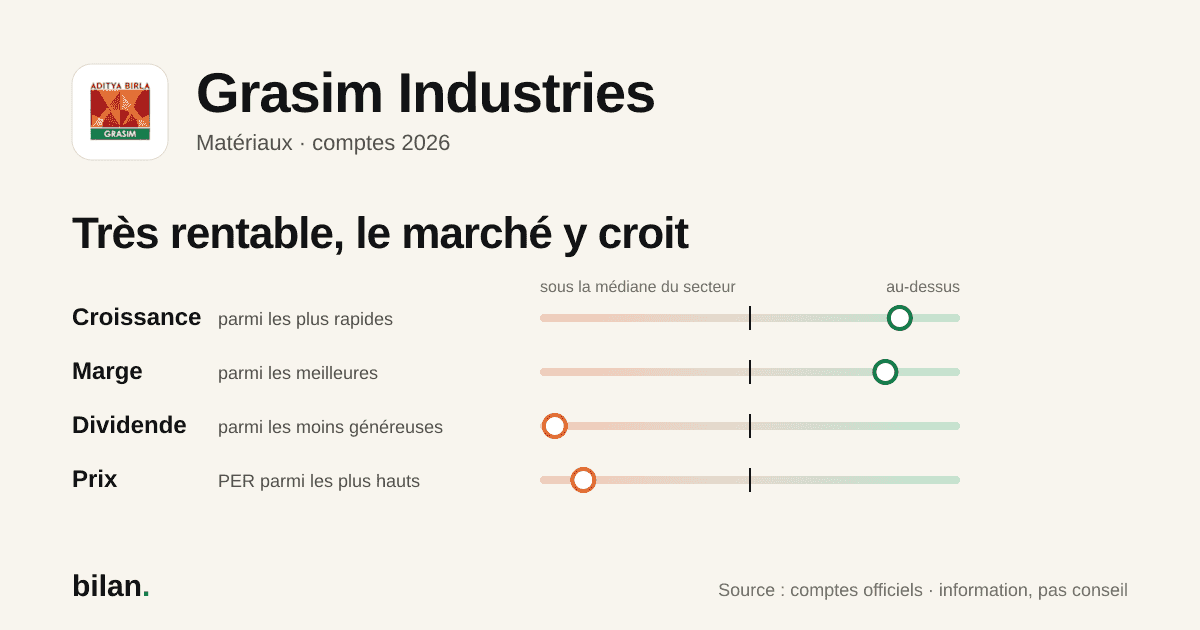 ADITYA BIRLA
GRASIM
Grasim Industries
Matériaux · comptes 2026
Très rentable, le marché y croit
sous la médiane du secteur au-dessus
Croissance parmi les plus rapides
Marge parmi les meilleures
Dividende parmi les moins généreuses
Prix PER parmi les plus hauts
bilan.
Source : comptes officiels · information, pas conseil